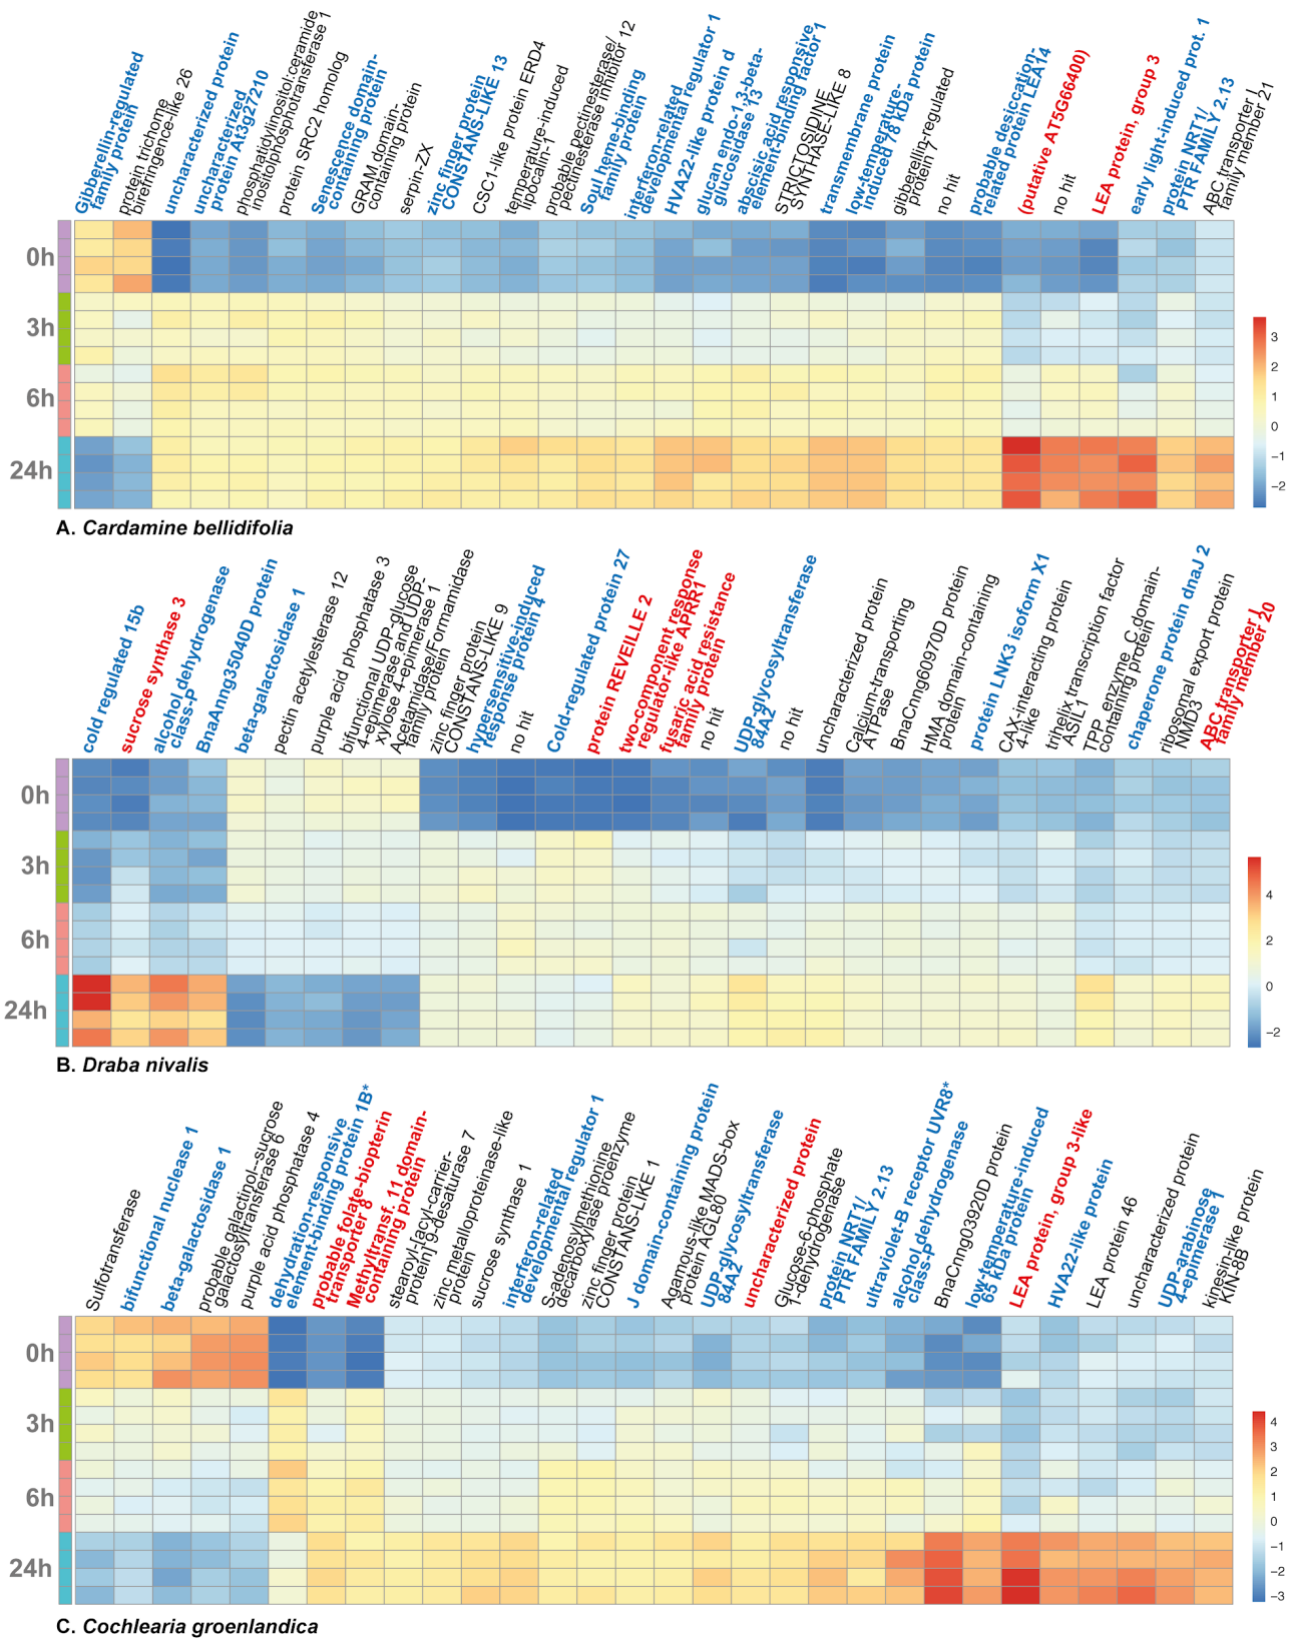 Gibberellin-regulated
family protein
protein trichome
birefringence-like 26
uncharacterized protein
uncharacterized
protein At3g27210
phosphatidylinositol:ceramide
inositolphosphotransferase 1
protein SRC2 homolog
Senescence domain-
containing protein
GRAM domain-
containing protein
serpin-ZX
zinc finger protein
CONSTANS-LIKE 13
CSC1-like protein ERD4
temperature-induced
lipocalin-1
probable pectinesterase/
pectinesterase inhibitor 12
Soul heme-binding
family protein
interferon-related
developmental regulator 1
HVA22-like protein d
glucan endo-1,3-beta-
glucosidase 13
abscisic acid responsive
element-binding factor 1
STRICTOSIDINE
SYNTHASE-LIKE 8
transmembrane protein
low-temperature-
induced 78 kDa protein
gibberellin-regulated
protein 7
no hit
probable desiccation-
related protein LEA14
(putative AT5G66400)
no hit
LEA protein, group 3
early light-induced prot. 1
protein NRT1/
PTR FAMILY 2.13
ABC transporter I
family member 21
0h
3h
6h
24h
3
2
1
0
−1
−2
A. Cardamine bellidifolia
cold regulated 15b
sucrose synthase 3
alcohol dehydrogenase
class-P
BnaAnng35040D protein
beta-galactosidase 1
pectin acetylesterase 12
purple acid phosphatase 3
bifunctional UDP-glucose
4-epimerase and UDP-
xylose 4-epimerase 1
Acetamidase/Formamidase
family protein
zinc finger protein
CONSTANS-LIKE 9
hypersensitive-induced
response protein 4
no hit
Cold-regulated protein 27
protein REVEILLE 2
two-component response
regulator-like APRR1
fusaric acid resistance
family protein
no hit
UDP-glycosyltransferase
84A2
no hit
uncharacterized protein
Calcium-transporting
ATPase
BnaCnng60970D protein
HMA domain-containing
protein
protein LNK3 isoform X1
CAX-interacting protein
4-like
trihelix transcription factor
ASIL1
TPP_enzyme_C domain-
containing protein
chaperone protein dnaJ 2
ribosomal export protein
NMD3
ABC transporter I
family member 20
0h
3h
6h
24h
4
2
0
−2
B. Draba nivalis
Sulfotransferase
bifunctional nuclease 1
beta-galactosidase 1
probable galactinol--sucrose
galactosyltransferase 6
purple acid phosphatase 4
dehydration-responsive
element-binding protein 1B*
probable folate-biopterin
transporter 8
Methyltransf_11 domain-
containing protein
stearoyl-[acyl-carrier-
protein] 9-desaturase 7
zinc metalloproteinase-like
protein
sucrose synthase 1
interferon-related
developmental regulator 1
S-adenosylmethionine
decarboxylase proenzyme
zinc finger protein
CONSTANS-LIKE 1
J domain-containing protein
Agamous-like MADS-box
protein AGL80
UDP-glycosyltransferase
84A2
uncharacterized protein
Glucose-6-phosphate
1-dehydrogenase
protein NRT1/
PTR FAMILY 2.13
ultraviolet-B receptor UVR8*
alcohol dehydrogenase
class-P
BnaCnng03920D protein
low-temperature-induced
65 kDa protein
LEA protein, group 3-like
HVA22-like protein
LEA protein 46
uncharacterized protein
UDP-arabinose
4-epimerase 1
kinesin-like protein
KIN-8B
0h
3h
6h
24h
4
3
2
1
0
−1
−2
−3
C. Cochlearia groenlandica